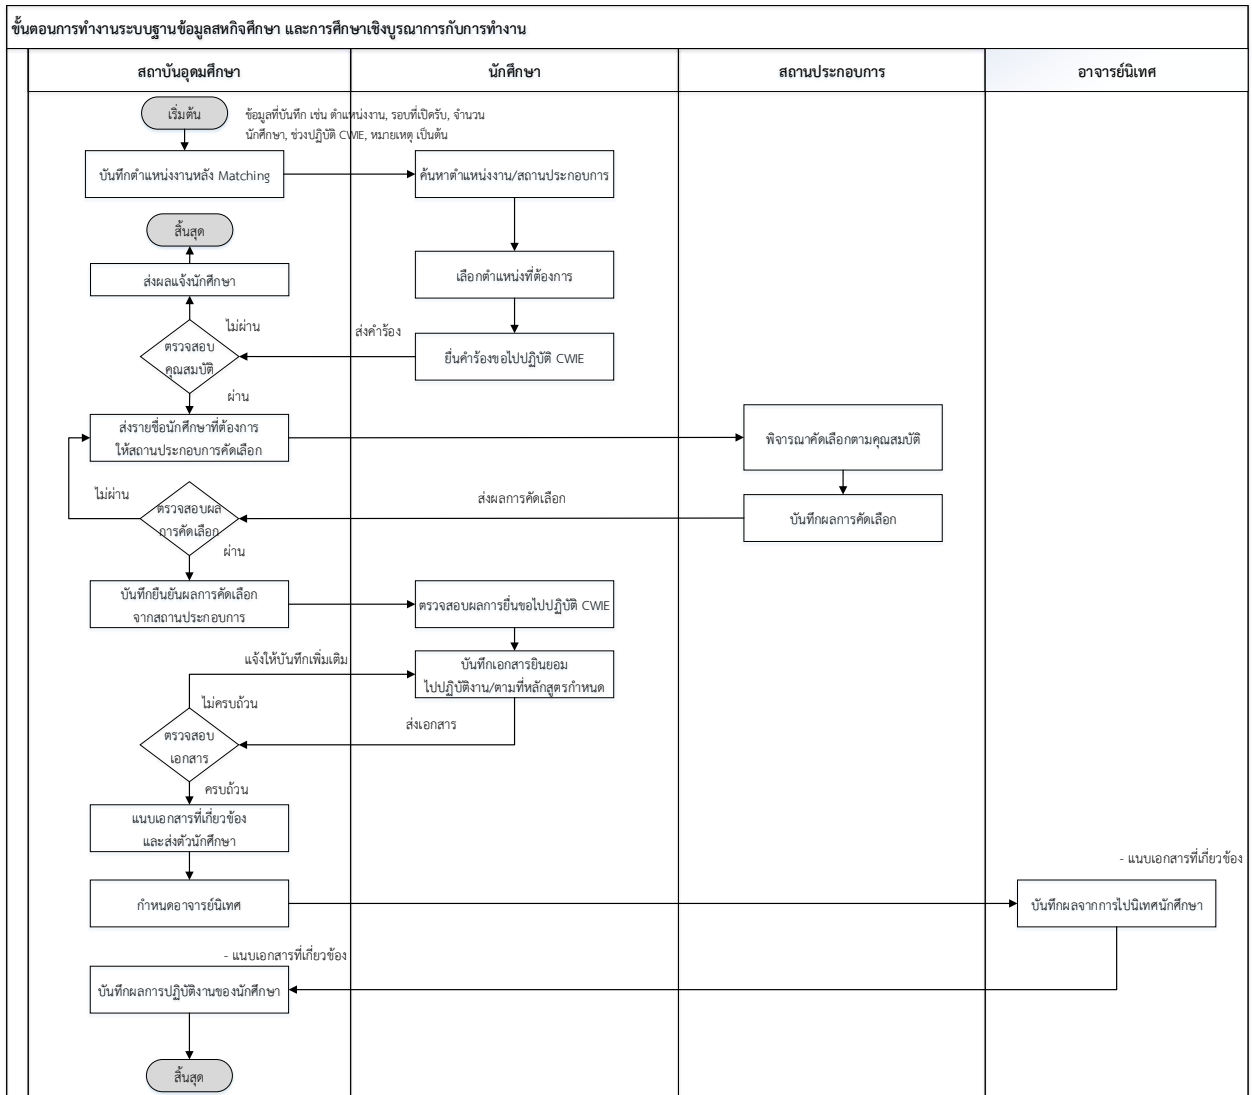 ขั้นตอนการทำงานระบบฐานข้อมูลสหกิจศึกษา และการศึกษาเชิงบูรณาการกับการทำงาน
สถาบันอุดมศึกษา
นักศึกษา
สถานประกอบการ
อาจารย์นิเทศ
เริ่มต้น
ข้อมูลที่บันทึก เช่น ตำแหน่งงาน, รอบที่เปิดรับ, จำนวน
นักศึกษา, ช่วงปฏิบัติ CWIE, หมายเหตุ เป็นต้น
บันทึกตำแหน่งงานหลัง Matching
ค้นหาตำแหน่งงาน/สถานประกอบการ
สิ้นสุด
ส่งผลแจ้งนักศึกษา
เลือกตำแหน่งที่ต้องการ
ไม่ผ่าน
ส่งคำร้อง
ตรวจสอบ
คุณสมบัติ
ยื่นคำร้องขอไปปฏิบัติ CWIE
ผ่าน
ส่งรายชื่อนักศึกษาที่ต้องการ
ให้สถานประกอบการคัดเลือก
พิจารณาคัดเลือกตามคุณสมบัติ
ไม่ผ่าน
ส่งผลการคัดเลือก
ตรวจสอบผล
การคัดเลือก
บันทึกผลการคัดเลือก
ผ่าน
บันทึกยืนยันผลการคัดเลือก
จากสถานประกอบการ
ตรวจสอบผลการยื่นขอไปปฏิบัติ CWIE
แจ้งให้บันทึกเพิ่มเติม
บันทึกเอกสารยินยอม
ไปปฏิบัติงาน/ตามที่หลักสูตรกำหนด
ไม่ครบถ้วน
ส่งเอกสาร
ตรวจสอบ
เอกสาร
ครบถ้วน
แนบเอกสารที่เกี่ยวข้อง
และส่งตัวนักศึกษา
- แนบเอกสารที่เกี่ยวข้อง
กำหนดอาจารย์นิเทศ
บันทึกผลจากการไปนิเทศนักศึกษา
- แนบเอกสารที่เกี่ยวข้อง
บันทึกผลการปฏิบัติงานของนักศึกษา
สิ้นสุด